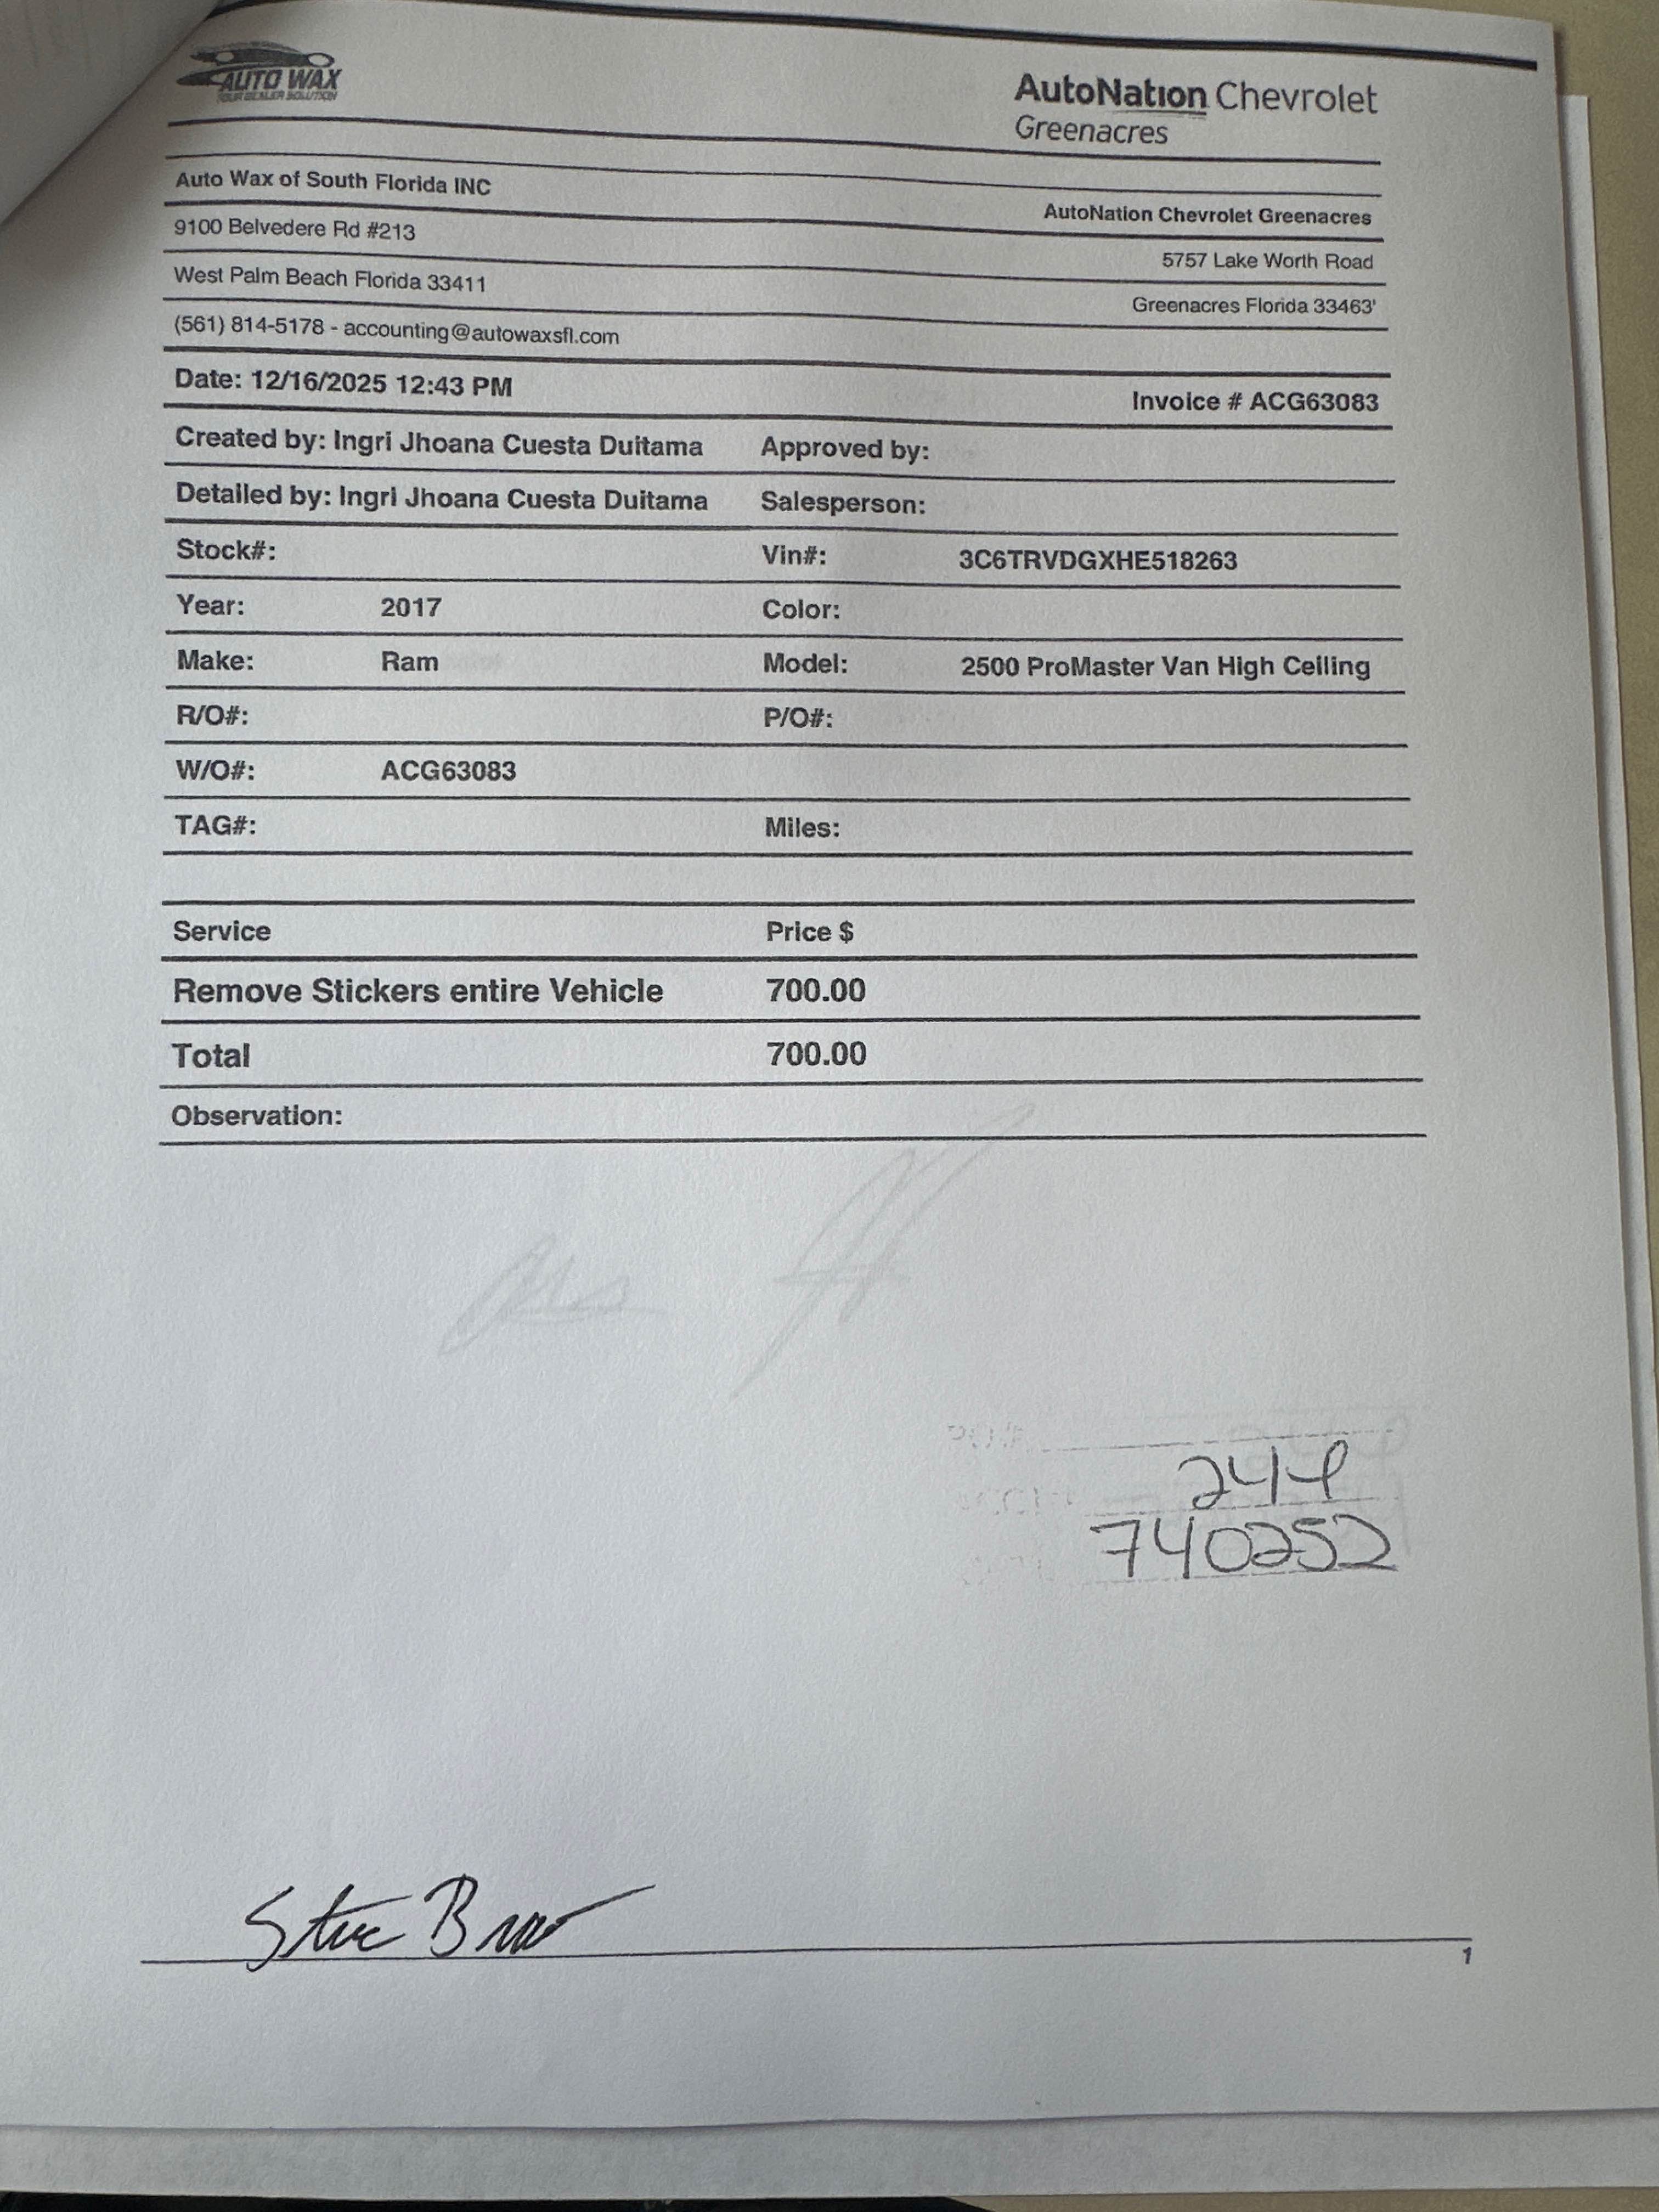 AUTO WAX
YOUR DEALER SOLUTION
AutoNation Chevrolet
Greenacres
Auto Wax of South Florida INC
AutoNation Chevrolet Greenacres
9100 Belvedere Rd #213
5757 Lake Worth Road
West Palm Beach Florida 33411
Greenacres Florida 33463'
(561) 814-5178 - accounting@autowaxsfl.com
Date: 12/16/2025 12:43 PM
Invoice # ACG63083
Created by: Ingri Jhoana Cuesta Duitama Approved by:
Detailed by: Ingri Jhoana Cuesta Duitama Salesperson:
Stock#: Vin#: 3C6TRVDGXHE518263
Year: 2017 Color:
Make: Ram Model: 2500 ProMaster Van High Ceiling
R/O#: P/O#:
W/O#: ACG63083
TAG#: Miles:
Service Price $
Remove Stickers entire Vehicle 700.00
Total 700.00
Observation:
740252
Steve
1